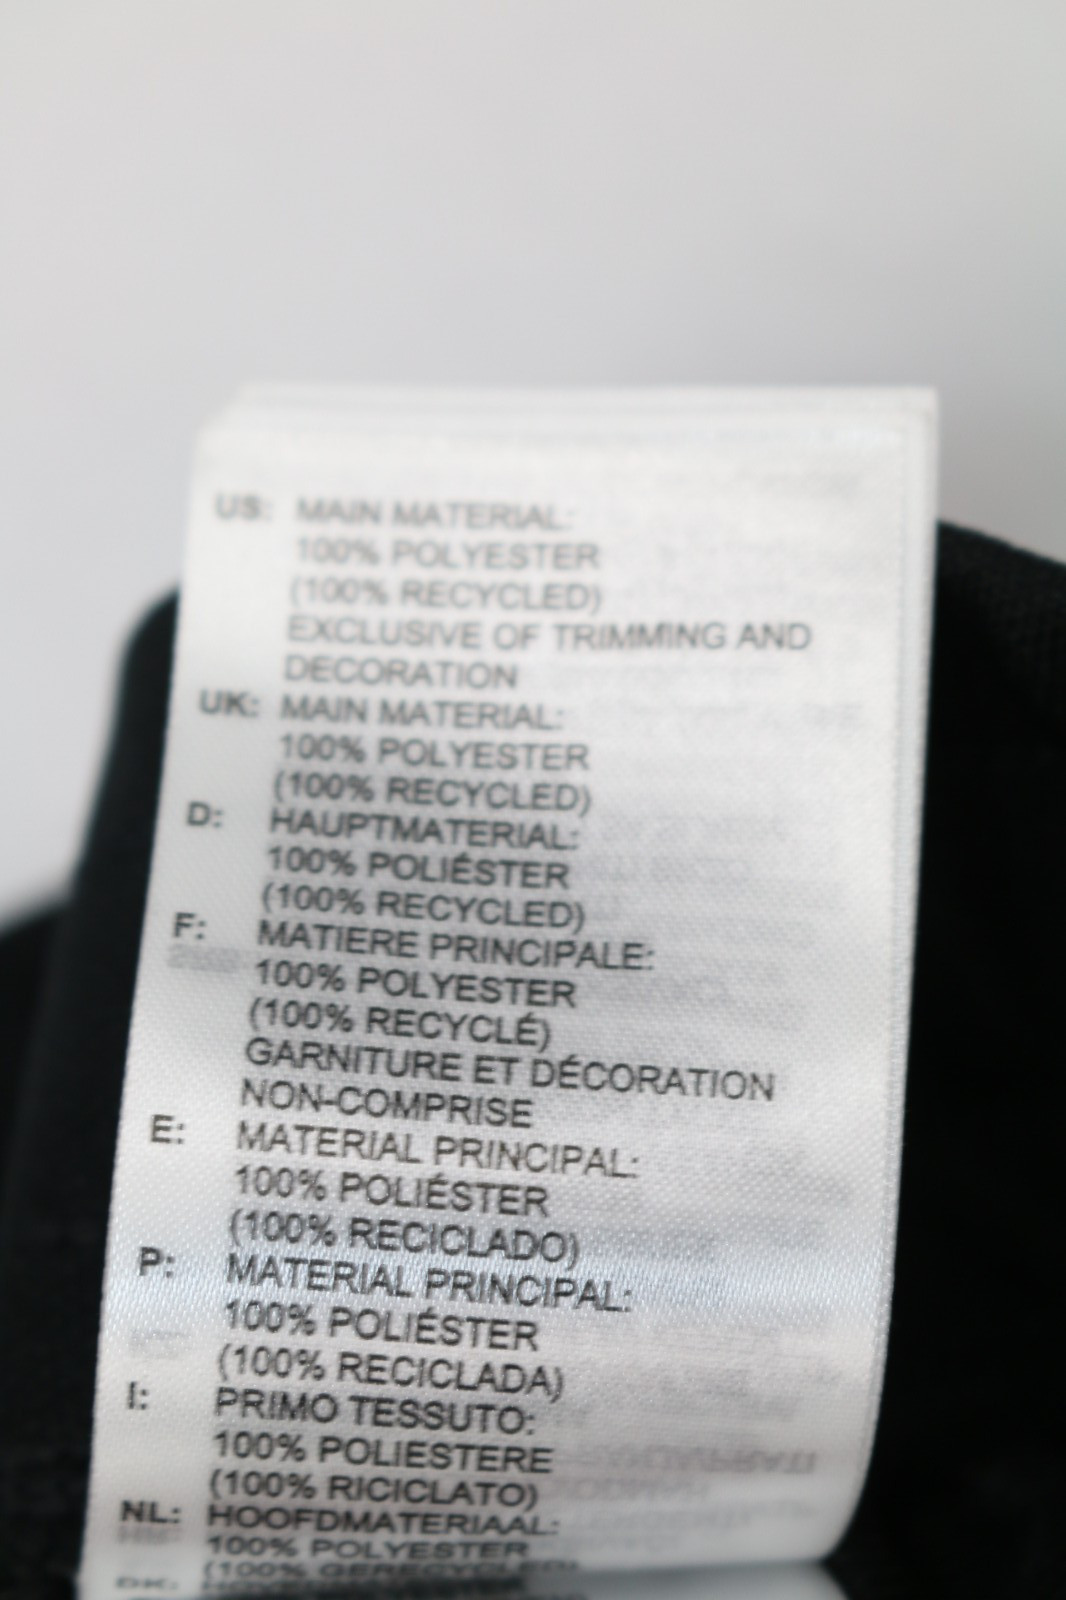 US: MAIN MATERIAL:
100% POLYESTER
(100% RECYCLED)
EXCLUSIVE OF TRIMMING AND
DECORATION
UK: MAIN MATERIAL:
100% POLYESTER
(100% RECYCLED)
D: HAUPTMATERIAL:
100% POLIÉSTER
(100% RECYCLED)
F: MATIERE PRINCIPALE:
100% POLYESTER
(100% RECYCLÉ)
GARNITURE ET DÉCORATION
NON-COMPRISE
E: MATERIAL PRINCIPAL:
100% POLIÉSTER
(100% RECICLADO)
P: MATERIAL PRINCIPAL:
100% POLIÉSTER
(100% RECICLADA)
I: PRIMO TESSUTO:
100% POLIESTERE
(100% RICICLATO)
NL: HOOFDMATERIAAL:
100% POLYESTER
(100% GERECYCLED)
DK: